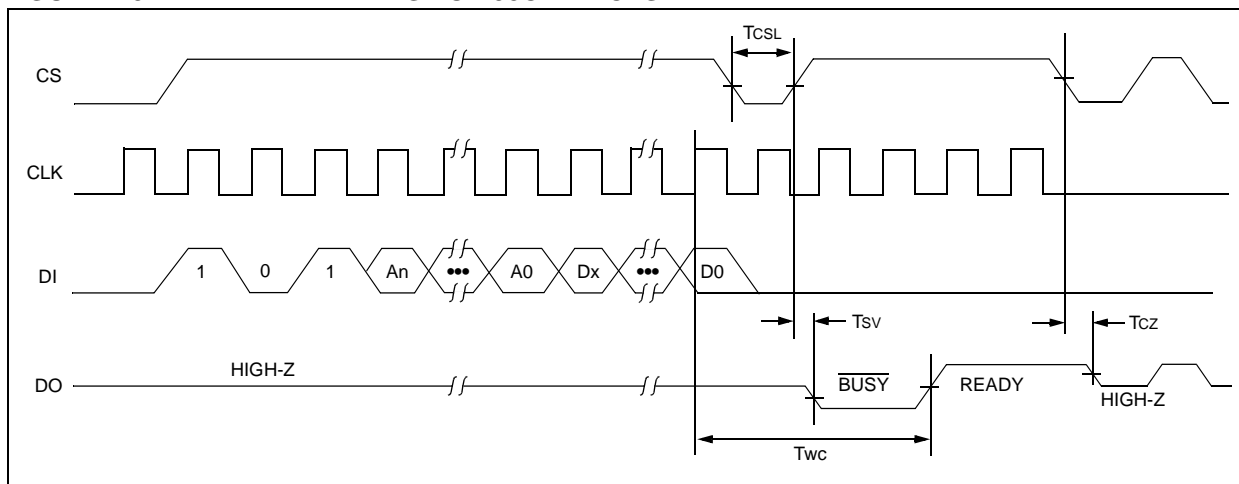 TCSL
CS
CLK
DI
1 0 1 An ••• A0 Dx ••• D0
TSV
TCZ
DO
HIGH-Z
BUSY
READY
HIGH-Z
TWC